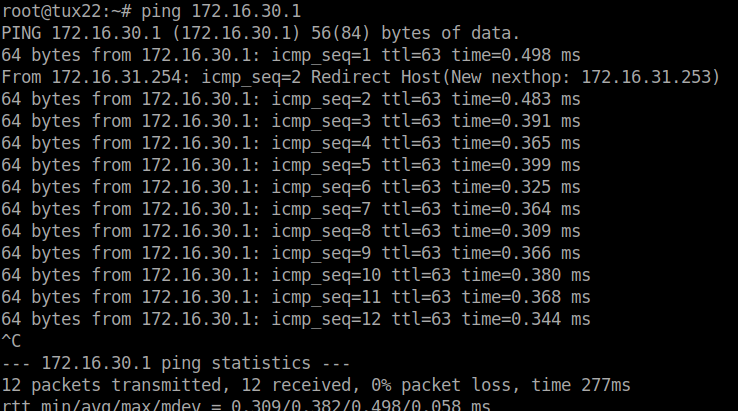 root@tux22:~# ping 172.16.30.1
PING 172.16.30.1 (172.16.30.1) 56(84) bytes of data.
64 bytes from 172.16.30.1: icmp_seq=1 ttl=63 time=0.498 ms
From 172.16.31.254: icmp_seq=2 Redirect Host(New nexthop: 172.16.31.253)
64 bytes from 172.16.30.1: icmp_seq=2 ttl=63 time=0.483 ms
64 bytes from 172.16.30.1: icmp_seq=3 ttl=63 time=0.391 ms
64 bytes from 172.16.30.1: icmp_seq=4 ttl=63 time=0.365 ms
64 bytes from 172.16.30.1: icmp_seq=5 ttl=63 time=0.399 ms
64 bytes from 172.16.30.1: icmp_seq=6 ttl=63 time=0.325 ms
64 bytes from 172.16.30.1: icmp_seq=7 ttl=63 time=0.364 ms
64 bytes from 172.16.30.1: icmp_seq=8 ttl=63 time=0.309 ms
64 bytes from 172.16.30.1: icmp_seq=9 ttl=63 time=0.366 ms
64 bytes from 172.16.30.1: icmp_seq=10 ttl=63 time=0.380 ms
64 bytes from 172.16.30.1: icmp_seq=11 ttl=63 time=0.368 ms
64 bytes from 172.16.30.1: icmp_seq=12 ttl=63 time=0.344 ms
^C
--- 172.16.30.1 ping statistics ---
12 packets transmitted, 12 received, 0% packet loss, time 277ms
rtt min/avg/max/mdev = 0.309/0.382/0.498/0.058 ms